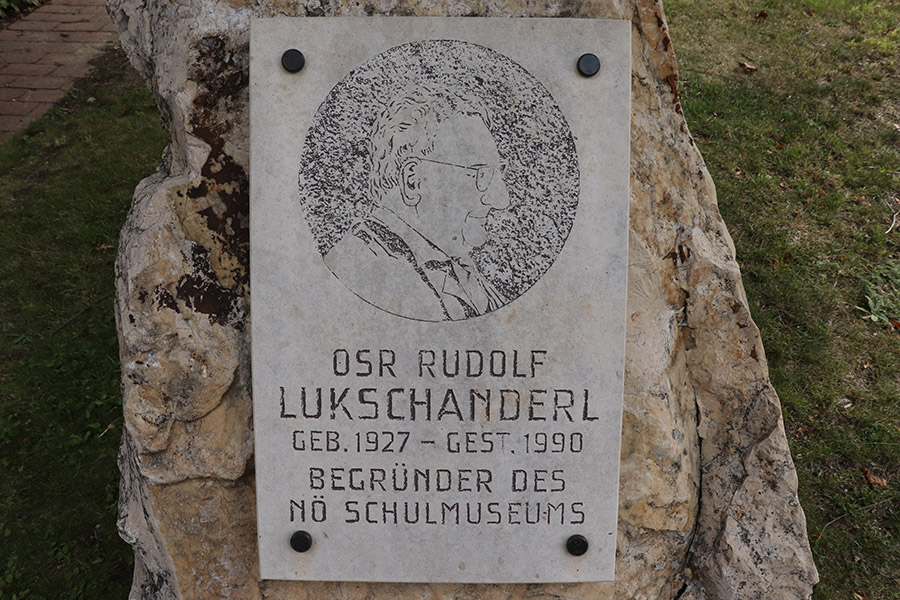 OSR RUDOLF
LUKSCHANDERL
GEB. 1927 – GEST. 1990
BEGRÜNDER DES
NÖ SCHULMUSEUMS